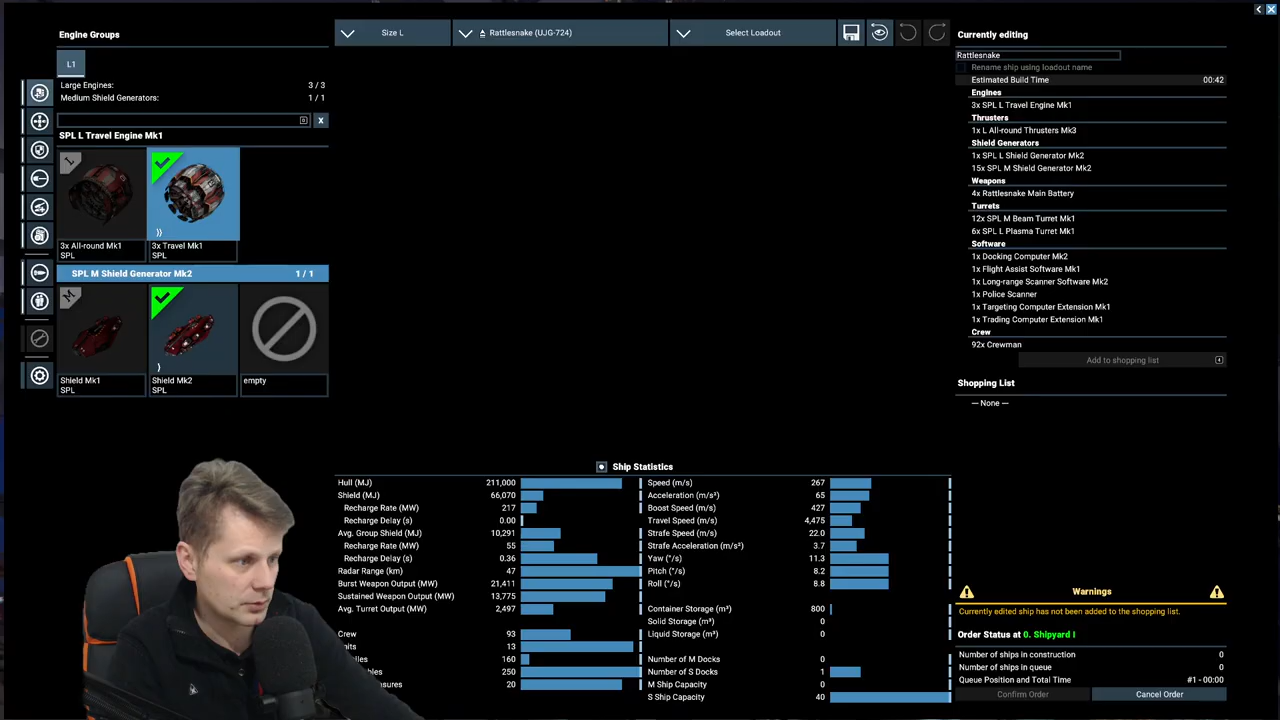 Engine Groups
L1
Large Engines: 3 / 3
Medium Shield Generators: 1 / 1
x
SPL L Travel Engine Mk1
L
3x All-round Mk1
SPL
3x Travel Mk1
SPL
SPL M Shield Generator Mk2 1 / 1
M
Shield Mk1
SPL
Shield Mk2
SPL
empty
Size L
Rattlesnake (UJG-724)
Select Loadout
Ship Statistics
Hull (MJ) 211,000
Shield (MJ) 66,070
Recharge Rate (MW) 217
Recharge Delay (s) 0.00
Avg. Group Shield (MJ) 10,291
Recharge Rate (MW) 55
Recharge Delay (s) 0.36
Radar Range (km) 47
Burst Weapon Output (MW) 21,411
Sustained Weapon Output (MW) 13,775
Avg. Turret Output (MW) 2,497
Crew 93
nits 13
iles 160
bles 250
asures 20
Speed (m/s) 267
Acceleration (m/s²) 65
Boost Speed (m/s) 427
Travel Speed (m/s) 4,475
Strafe Speed (m/s) 22.0
Strafe Acceleration (m/s²) 3.7
Yaw (°/s) 11.3
Pitch (°/s) 8.2
Roll (°/s) 8.8
Container Storage (m³) 800
Solid Storage (m³) 0
Liquid Storage (m³) 0
Number of M Docks 0
Number of S Docks 1
M Ship Capacity 0
S Ship Capacity 40
Currently editing
Rattlesnake
Rename ship using loadout name
Estimated Build Time 00:42
Engines
3x SPL L Travel Engine Mk1
Thrusters
1x L All-round Thrusters Mk3
Shield Generators
1x SPL L Shield Generator Mk2
15x SPL M Shield Generator Mk2
Weapons
4x Rattlesnake Main Battery
Turrets
12x SPL M Beam Turret Mk1
6x SPL L Plasma Turret Mk1
Software
1x Docking Computer Mk2
1x Flight Assist Software Mk1
1x Long-range Scanner Software Mk2
1x Police Scanner
1x Targeting Computer Extension Mk1
1x Trading Computer Extension Mk1
Crew
92x Crewman
Add to shopping list
Shopping List
— None —
Warnings
Currently edited ship has not been added to the shopping list.
Order Status at 0. Shipyard I
Number of ships in construction 0
Number of ships in queue 0
Queue Position and Total Time #1 - 00:00
Confirm Order
Cancel Order